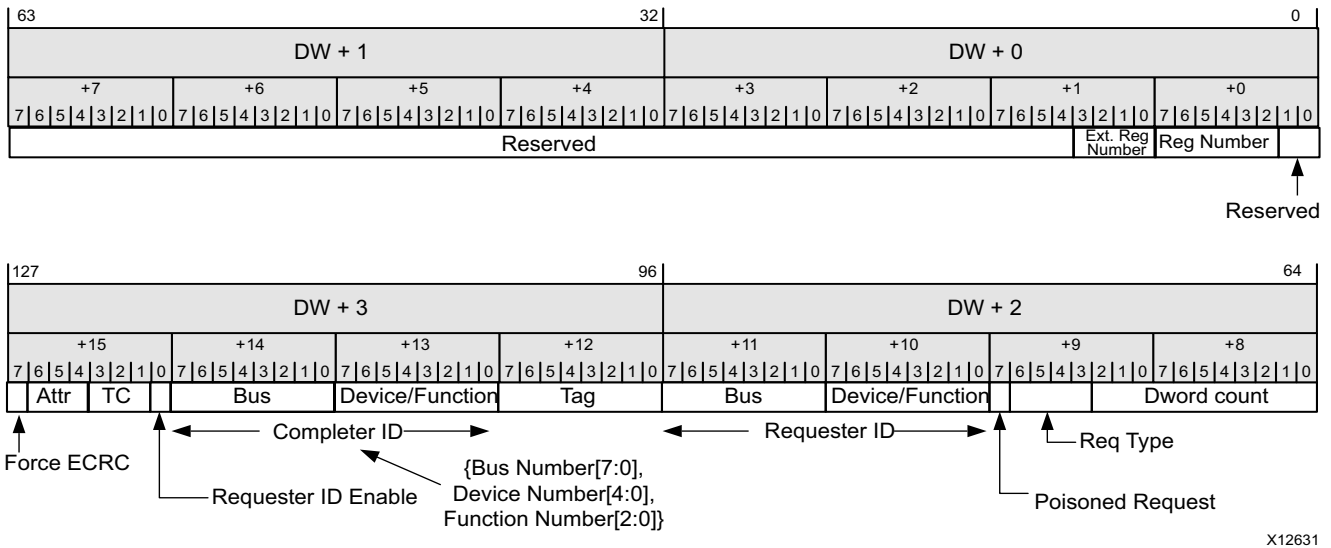 63 32 0
DW + 1 DW + 0
+7 +6 +5 +4 +3 +2 +1 +0
7 6 5 4 3 2 1 0 7 6 5 4 3 2 1 0 7 6 5 4 3 2 1 0 7 6 5 4 3 2 1 0 7 6 5 4 3 2 1 0 7 6 5 4 3 2 1 0 7 6 5 4 3 2 1 0 7 6 5 4 3 2 1 0
Reserved Ext. Reg Number Reg Number
Reserved
127 96 64
DW + 3 DW + 2
+15 +14 +13 +12 +11 +10 +9 +8
7 6 5 4 3 2 1 0 7 6 5 4 3 2 1 0 7 6 5 4 3 2 1 0 7 6 5 4 3 2 1 0 7 6 5 4 3 2 1 0 7 6 5 4 3 2 1 0 7 6 5 4 3 2 1 0 7 6 5 4 3 2 1 0
Attr TC Bus Device/Function Tag Bus Device/Function Dword count
Completer ID Requester ID Req Type
Force ECRC
Requester ID Enable
{Bus Number[7:0],
Device Number[4:0],
Function Number[2:0]}
Poisoned Request
X12631